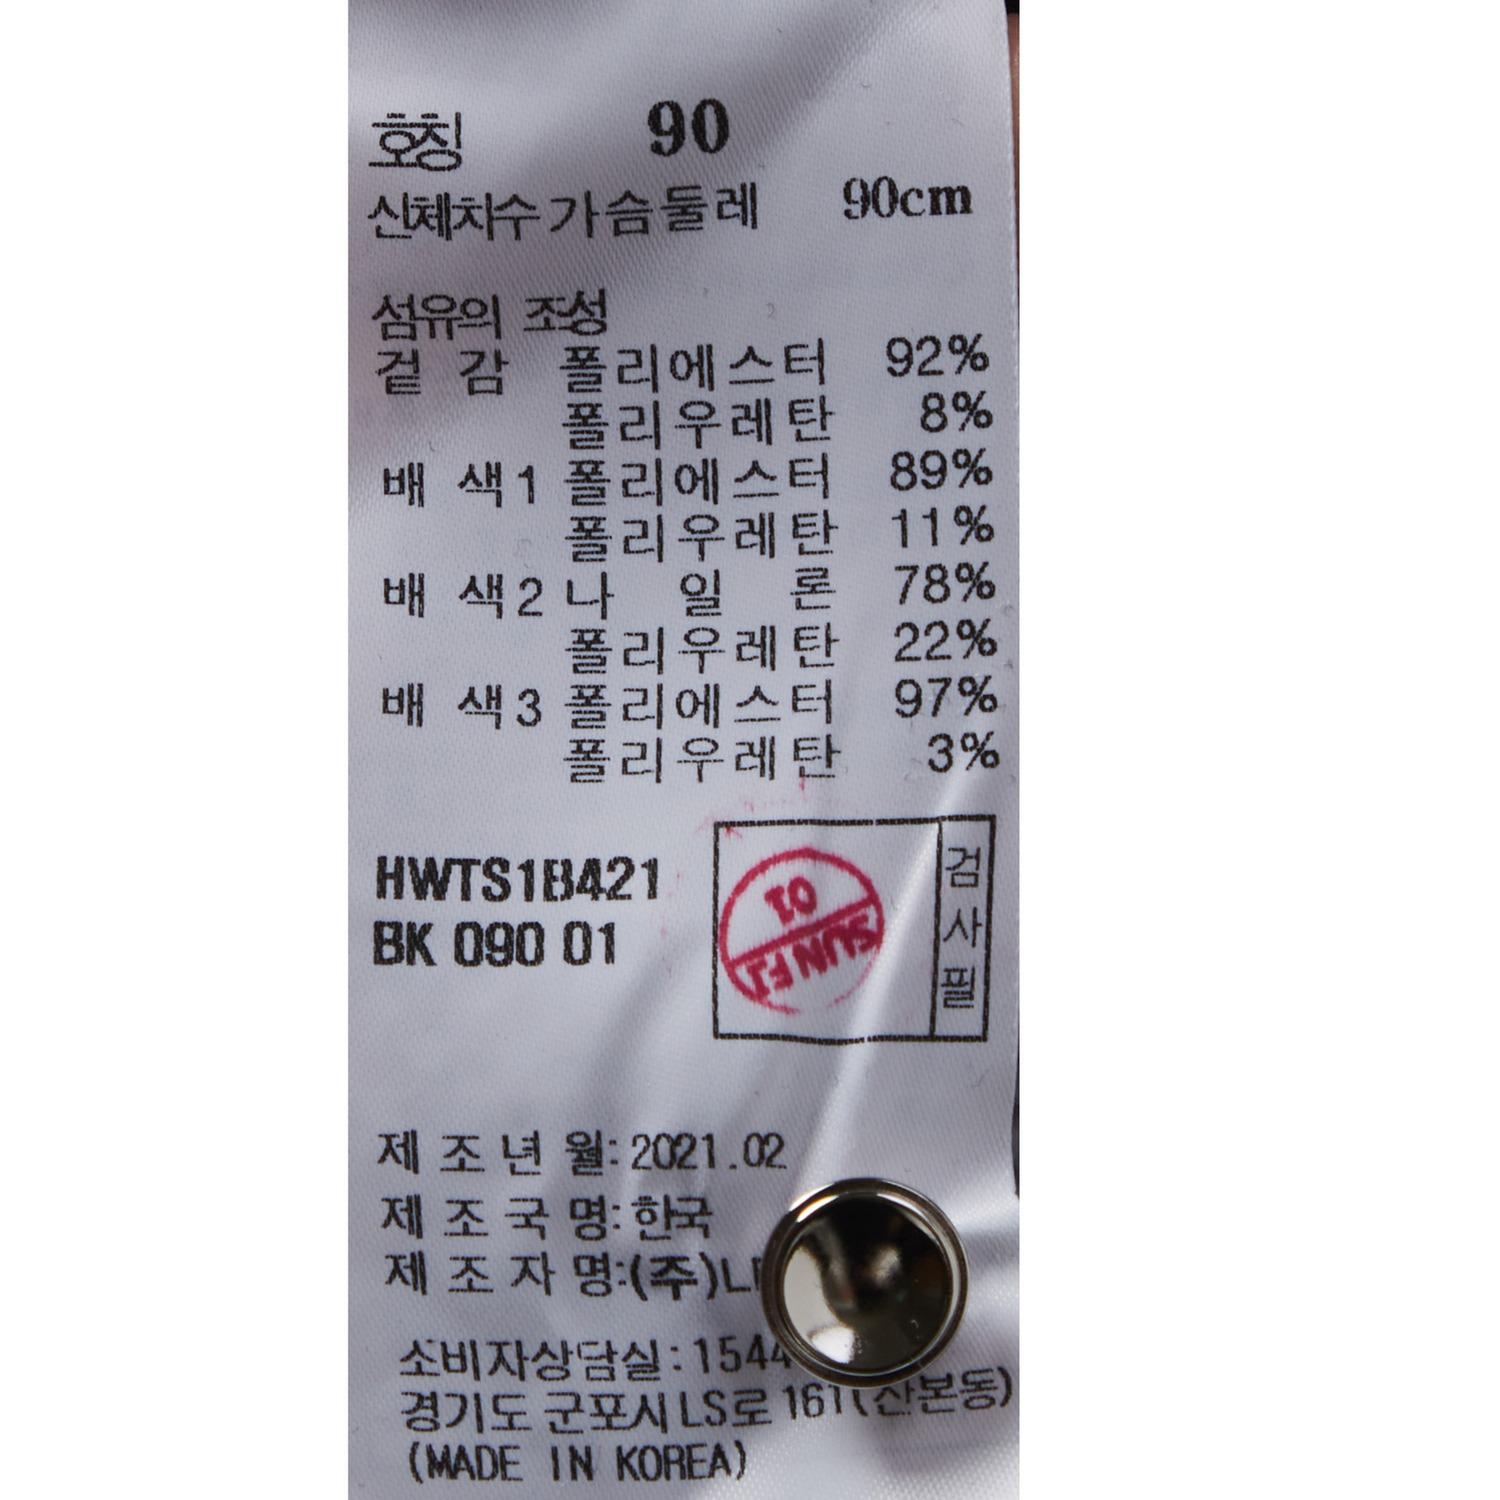 호칭 90
신체치수 가슴둘레 90cm
섬유의 조성
겉 감 폴리에스터 92%
폴리우레탄 8%
배 색1 폴리에스터 89%
폴리우레탄 11%
배 색2 나 일 론 78%
폴리우레탄 22%
배 색3 폴리에스터 97%
폴리우레탄 3%
HWTS1B421
BK 090 01
01
SUN F.I
검사필
제 조 년 월: 2021.02
제 조 국 명: 한국
제 조 자 명:(주)
소비자상담실:1544
경기도 군포시 LS로 161(산본동)
(MADE IN KOREA)